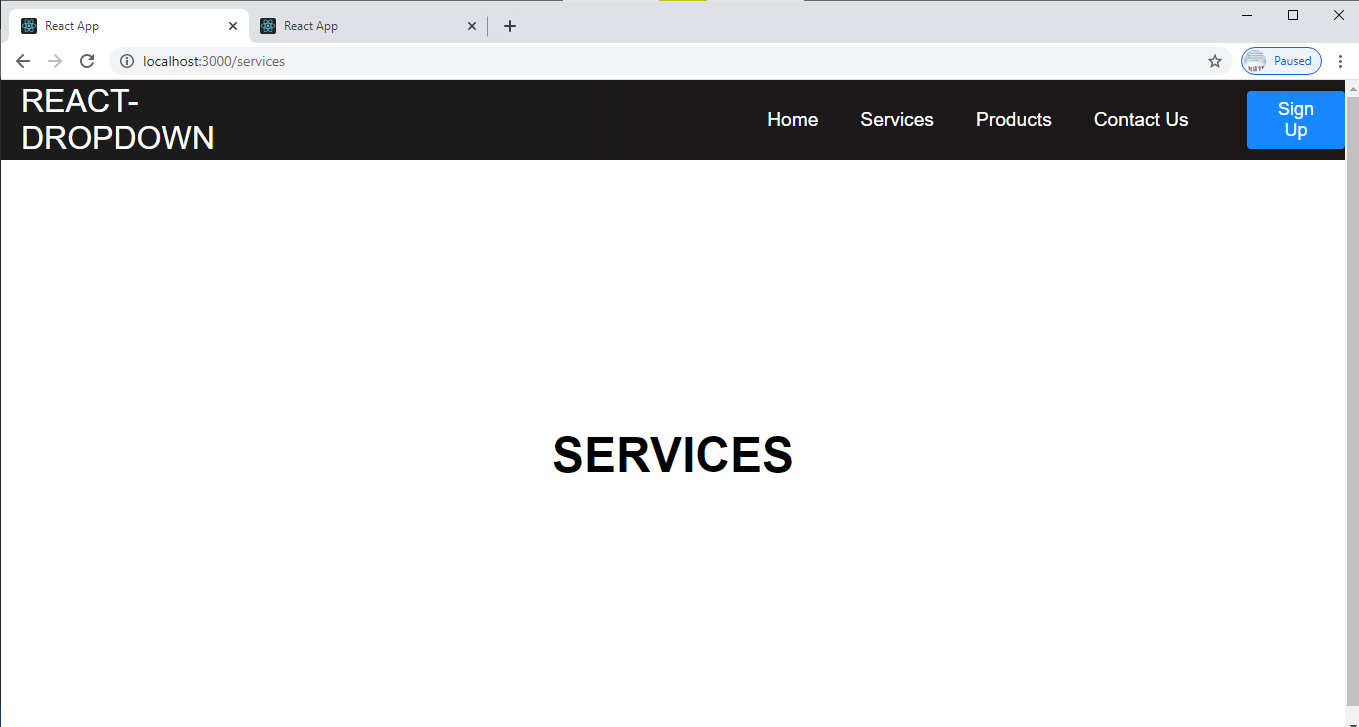 React App
React App
localhost:3000/services
Paused
REACT-
DROPDOWN
Home
Services
Products
Contact Us
Sign
Up
SERVICES